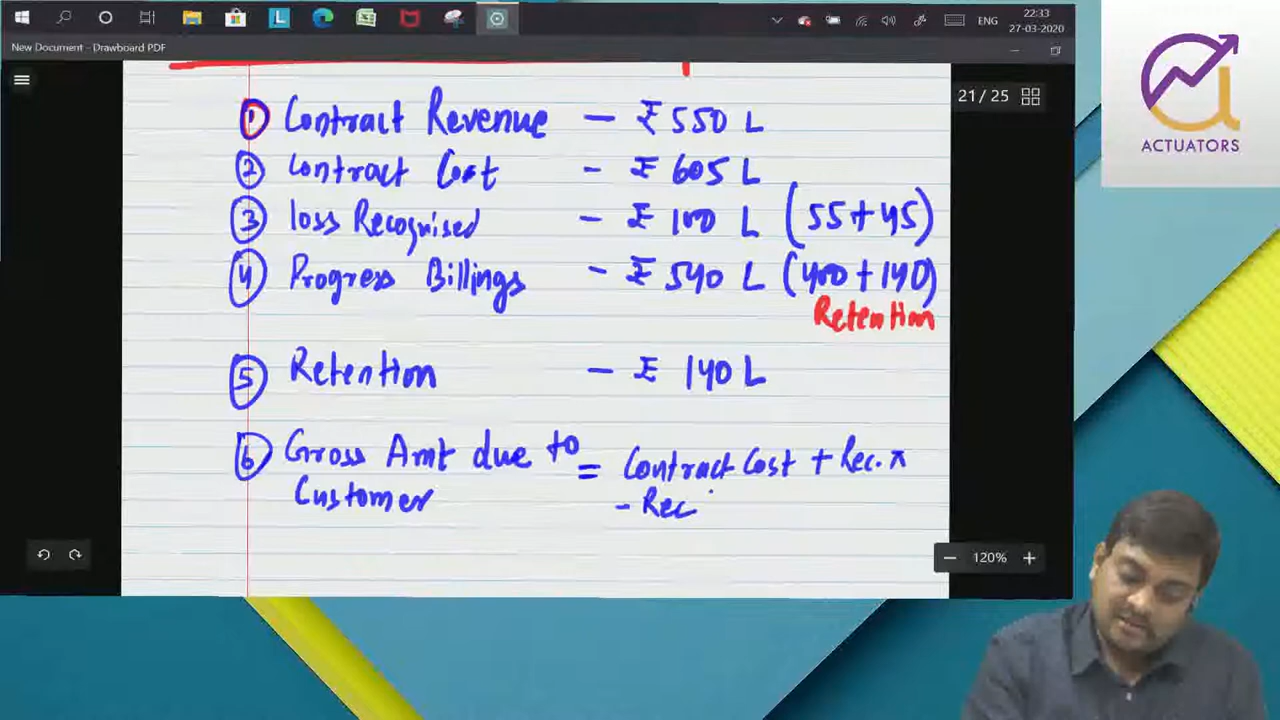 22:33
ENG
27-03-2020
New Document - Drawboard PDF
21 / 25
ACTUATORS
① Contract Revenue — ₹ 550 L
② Contract Cost - ₹ 605 L
③ loss Recognised - ₹ 100 L (55+45)
④ Progress Billings - ₹ 540 L (400+140)
Retention
⑤ Retention - ₹ 140 L
⑥ Gross Amt due to = Contract Cost + Rec. π
Customer - Rec
120%